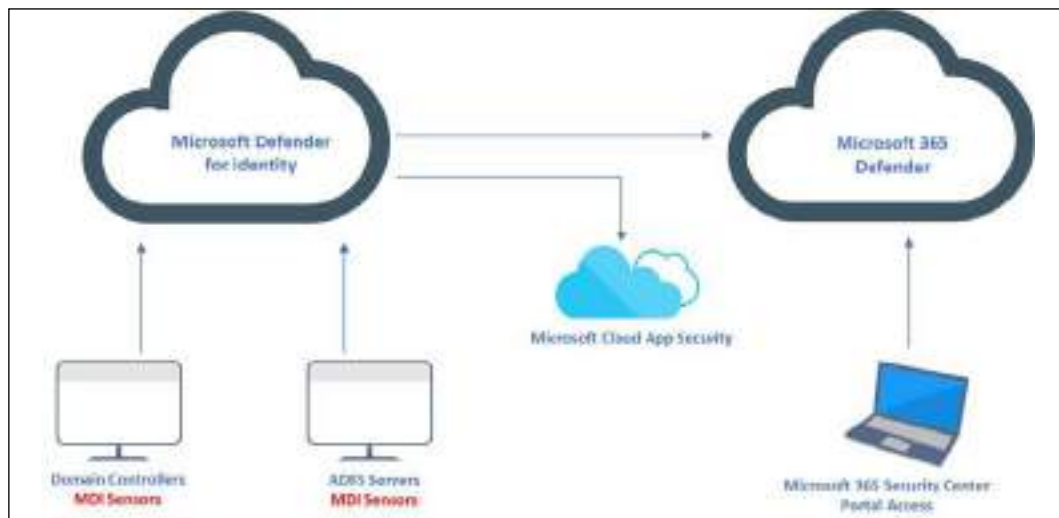 Microsoft Defender
for identity
Microsoft 365
Defender
Microsoft Cloud App Security
Domain Controllers
MDI Sensors
ADFS Servers
MDI Sensors
Microsoft 365 Security Center
Portal Access